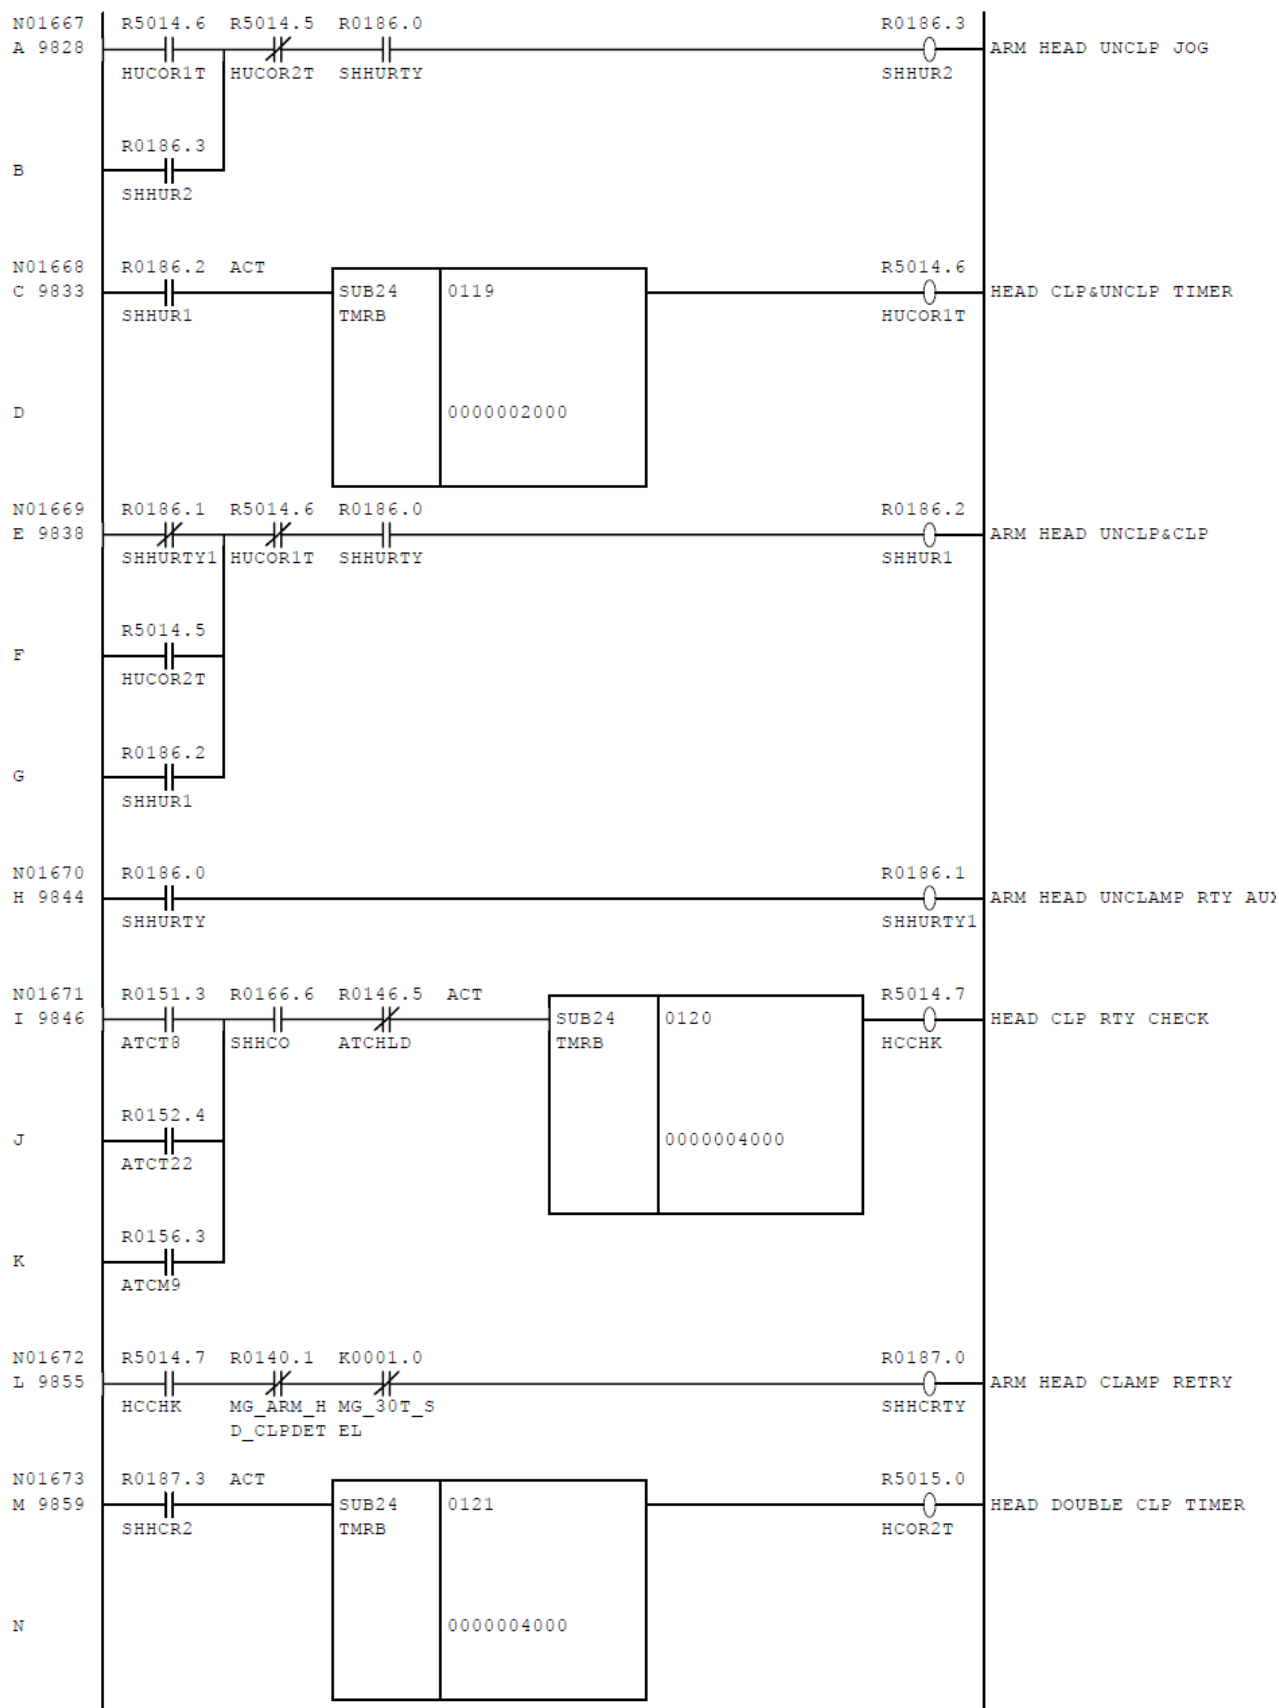 N01667 R5014.6 R5014.5 R0186.0 R0186.3
A 9828 ARM HEAD UNCLP JOG
HUCOR1T HUCOR2T SHHURTY SHHUR2
R0186.3
B
SHHUR2
N01668 R0186.2 ACT R5014.6
C 9833 SUB24 0119 HEAD CLP&UNCLP TIMER
SHHUR1 TMRB HUCOR1T
D 0000002000
N01669 R0186.1 R5014.6 R0186.0 R0186.2
E 9838 ARM HEAD UNCLP&CLP
SHHURTY1 HUCOR1T SHHURTY SHHUR1
R5014.5
F
HUCOR2T
R0186.2
G
SHHUR1
N01670 R0186.0 R0186.1
H 9844 ARM HEAD UNCLAMP RTY AUX
SHHURTY SHHURTY1
N01671 R0151.3 R0166.6 R0146.5 ACT R5014.7
I 9846 SUB24 0120 HEAD CLP RTY CHECK
ATCT8 SHHCO ATCHLD TMRB HCCHK
R0152.4
J 0000004000
ATCT22
R0156.3
K
ATCM9
N01672 R5014.7 R0140.1 K0001.0 R0187.0
L 9855 ARM HEAD CLAMP RETRY
HCCHK MG_ARM_H MG_30T_S SHHCRTY
D_CLPDET EL
N01673 R0187.3 ACT R5015.0
M 9859 SUB24 0121 HEAD DOUBLE CLP TIMER
SHHCR2 TMRB HCOR2T
N 0000004000